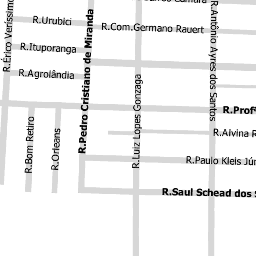 R.Urubici
R.Com.Germano Rauert
R.Ituporanga
R.Agrolândia
R.Érico Veríssimo
R.Pedro Cristiano de Miranda
R.Luiz Lopes Gonzaga
R.Antônio Ayres dos Santos
R.Prof
R.Alvina R
R.Bom Retiro
R.Orleans
R.Paulo Kleis Jún
R.Saul Schead dos S